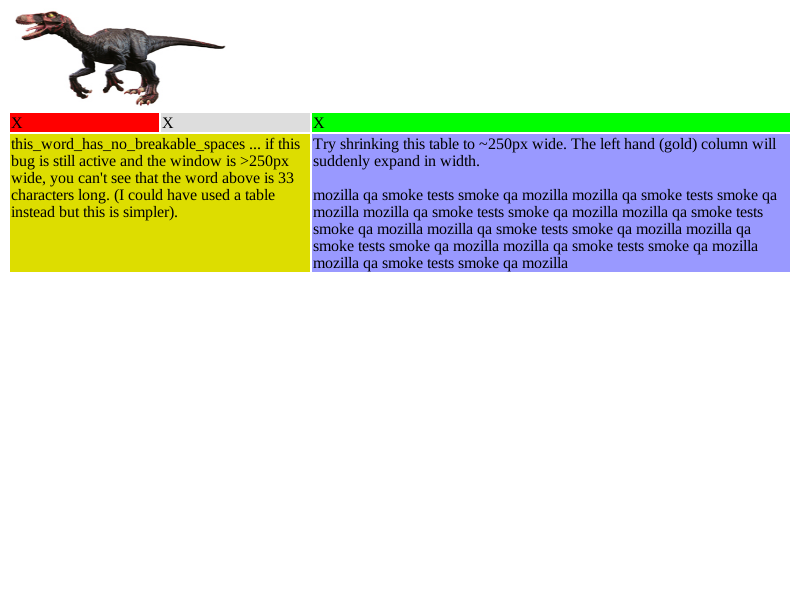 X
X
X
this_word_has_no_breakable_spaces ... if this
bug is still active and the window is >250px
wide, you can't see that the word above is 33
characters long. (I could have used a table
instead but this is simpler).
Try shrinking this table to ~250px wide. The left hand (gold) column will
suddenly expand in width.
mozilla qa smoke tests smoke qa mozilla mozilla qa smoke tests smoke qa
mozilla mozilla qa smoke tests smoke qa mozilla mozilla qa smoke tests
smoke qa mozilla mozilla qa smoke tests smoke qa mozilla mozilla qa
smoke tests smoke qa mozilla mozilla qa smoke tests smoke qa mozilla
mozilla qa smoke tests smoke qa mozilla